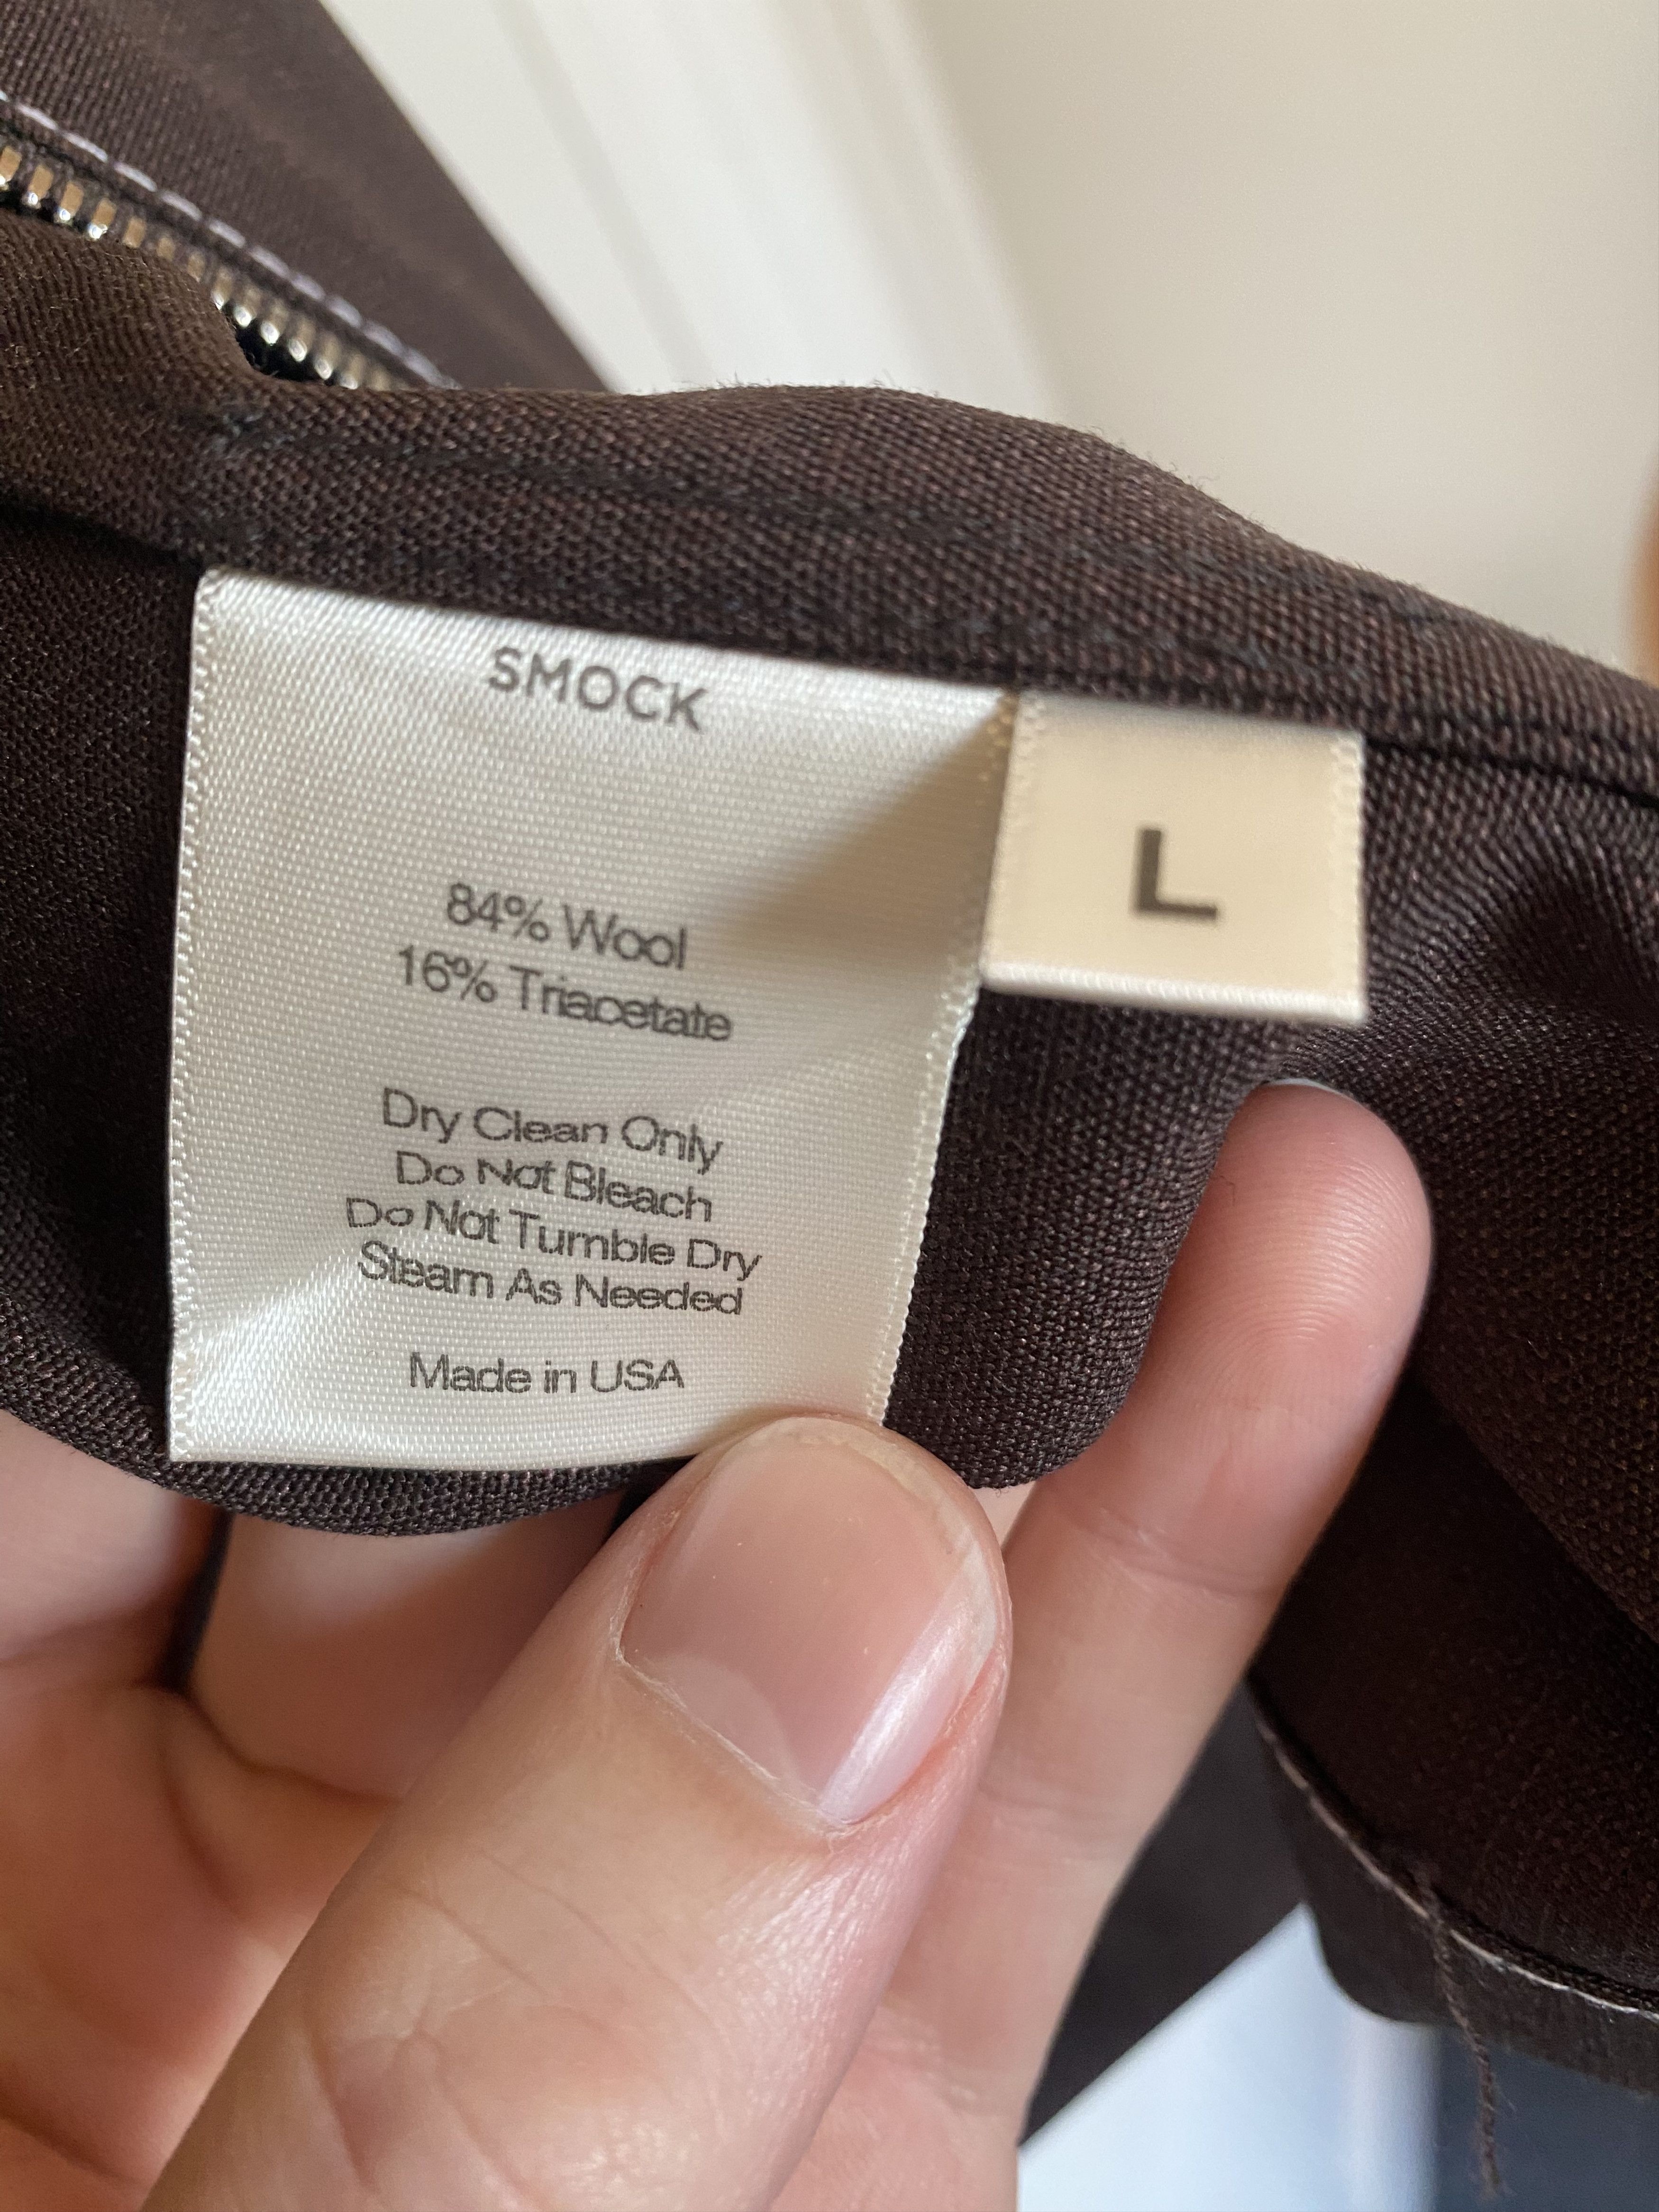 SMOCK
L
84% Wool
16% Triacetate
Dry Clean Only
Do Not Bleach
Do Not Tumble Dry
Steam As Needed
Made in USA